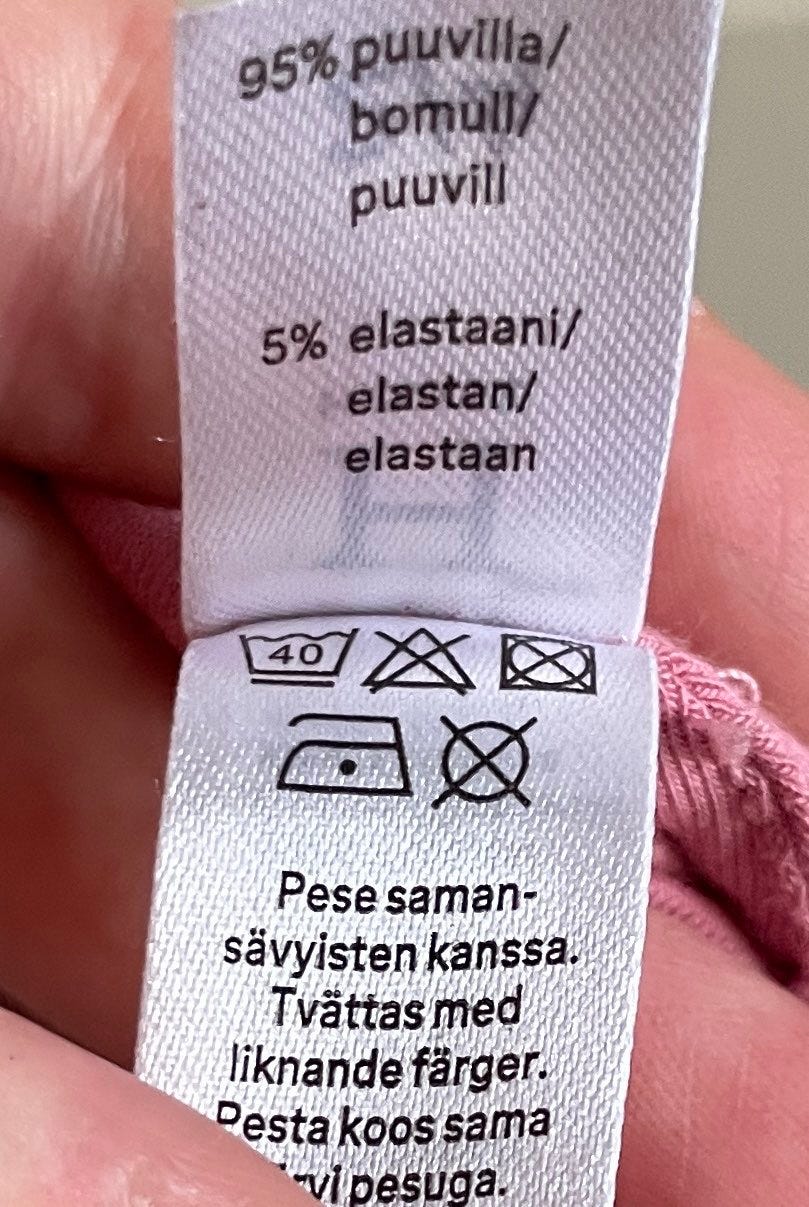 95% puuvilla/
bomull/
puuvill
5% elastaani/
elastan/
elastaan
40
Pese saman-
sävyisten kanssa.
Tvättas med
liknande färger.
Pesta koos sama
pesuga.